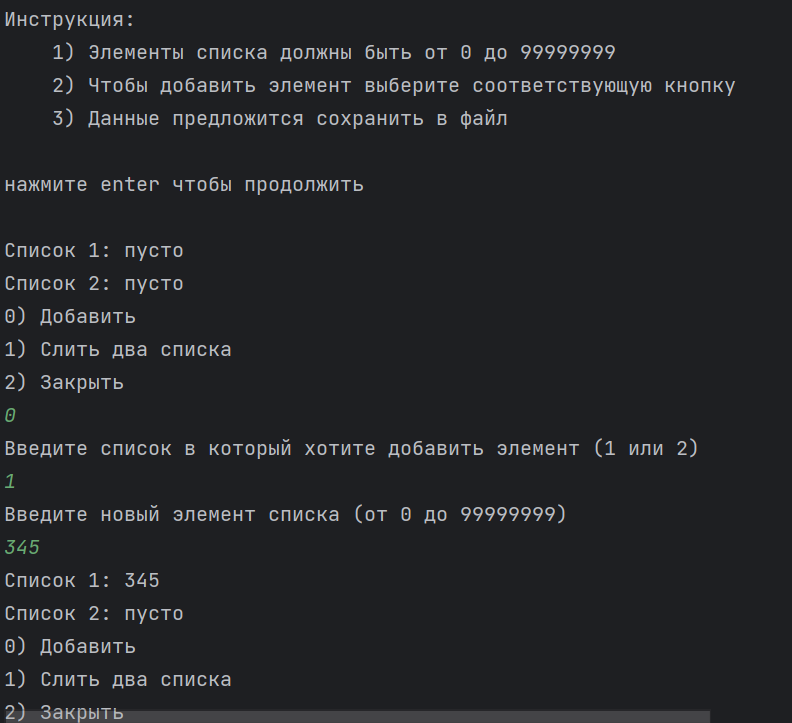 Инструкция:
1) Элементы списка должны быть от 0 до 99999999
2) Чтобы добавить элемент выберите соответствующую кнопку
3) Данные предложится сохранить в файл
нажмите enter чтобы продолжить
Список 1: пусто
Список 2: пусто
0) Добавить
1) Слить два списка
2) Закрыть
0
Введите список в который хотите добавить элемент (1 или 2)
1
Введите новый элемент списка (от 0 до 99999999)
345
Список 1: 345
Список 2: пусто
0) Добавить
1) Слить два списка
2) Закрыть